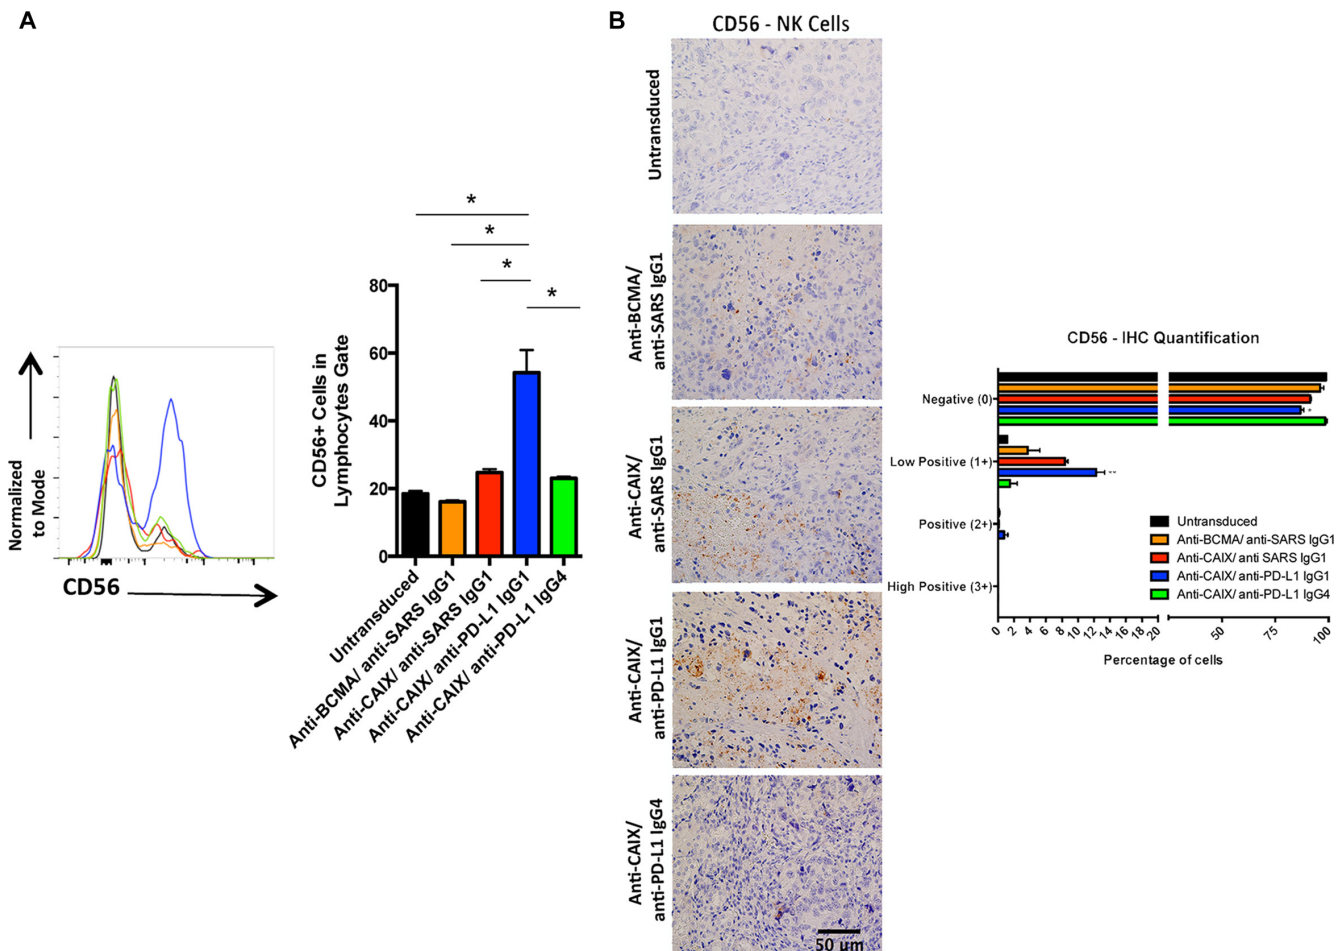 A
Normalized
to Mode
CD56
*
*
*
*
CD56+ Cells in
Lymphocytes Gate
80
60
40
20
0
Untransduced
Anti-BCMA/ anti-SARS IgG1
Anti-CAIX/ anti-SARS IgG1
Anti-CAIX/ anti-PD-L1 IgG1
Anti-CAIX/ anti-PD-L1 IgG4
B
CD56 - NK Cells
Untransduced
Anti-BCMA/
anti-SARS IgG1
Anti-CAIX/
anti-SARS IgG1
Anti-CAIX/
anti-PD-L1 IgG1
Anti-CAIX/
anti-PD-L1 IgG4
50 µm
CD56 - IHC Quantification
Negative (0)
Low Positive (1+)
Positive (2+)
High Positive (3+)
Untransduced
Anti-BCMA/ anti-SARS IgG1
Anti-CAIX/ anti SARS IgG1
Anti-CAIX/ anti-PD-L1 IgG1
Anti-CAIX/ anti-PD-L1 IgG4
0 2 4 6 8 10 12 14 16 18 20 50 75 100
Percentage of cells